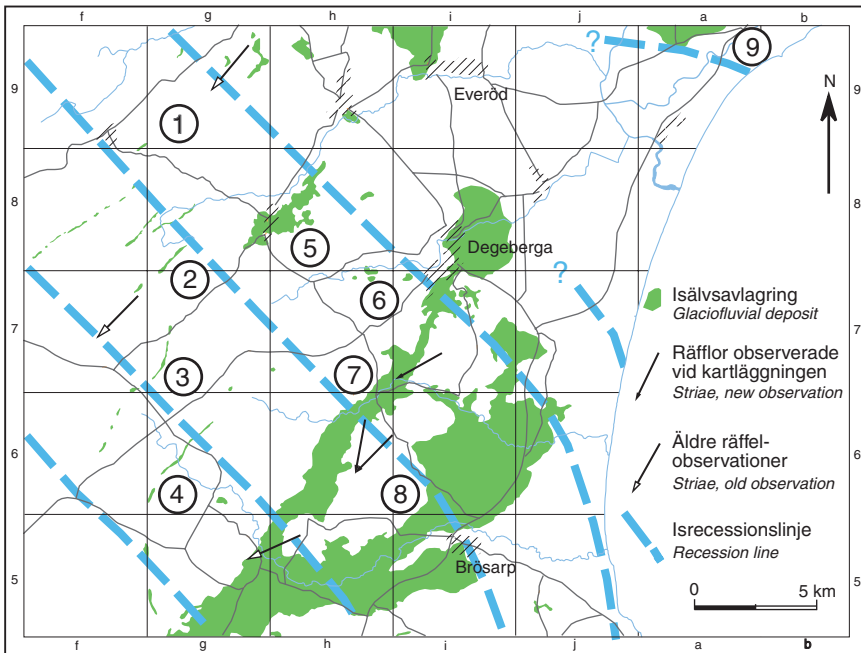 f g h i j a b
9 9
? 9
N
Everöd
1
8 8
5
Degeberga
2
?
6
Isälvsavlagring
Glaciofluvial deposit
7 7
Räfflor observerade
vid kartläggningen
Striae, new observation
3
7
Äldre räffel-
observationer
Striae, old observation
6 6
4
8
Isrecessionslinje
Recession line
Brösarp
5 5
0 5 km
f g h i j a b